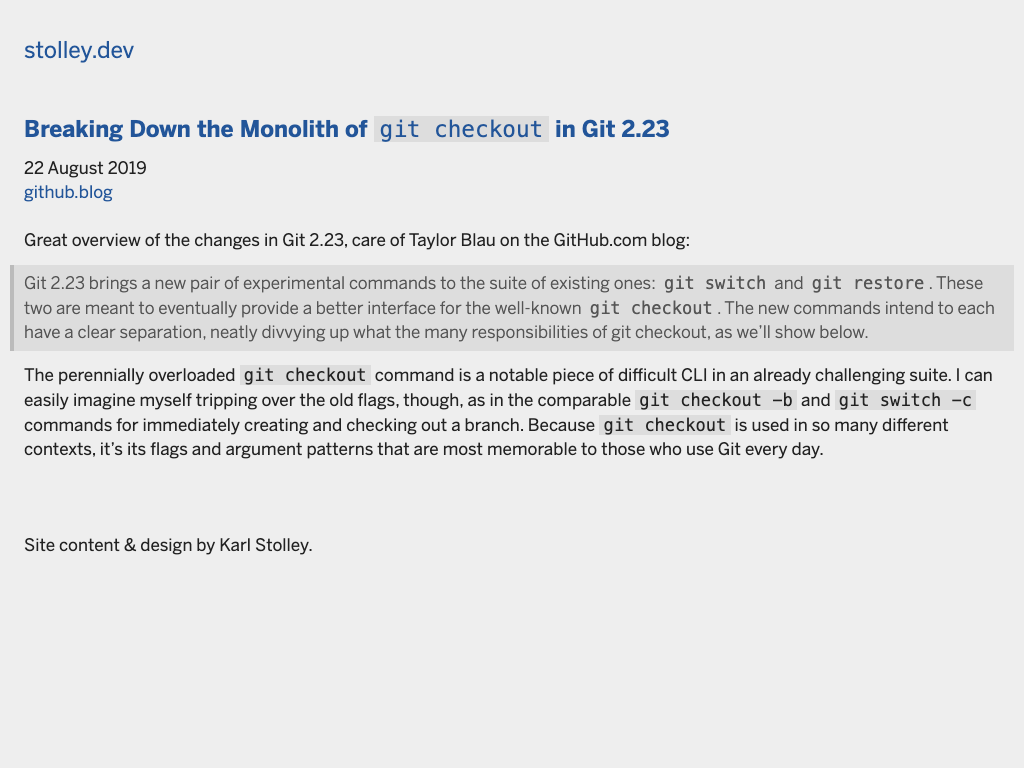 stolley.dev
Breaking Down the Monolith of git checkout in Git 2.23
22 August 2019
github.blog
Great overview of the changes in Git 2.23, care of Taylor Blau on the GitHub.com blog:
Git 2.23 brings a new pair of experimental commands to the suite of existing ones: git switch and git restore. These
two are meant to eventually provide a better interface for the well-known git checkout. The new commands intend to each
have a clear separation, neatly divvying up what the many responsibilities of git checkout, as we’ll show below.
The perennially overloaded git checkout command is a notable piece of difficult CLI in an already challenging suite. I can
easily imagine myself tripping over the old flags, though, as in the comparable git checkout -b and git switch -c
commands for immediately creating and checking out a branch. Because git checkout is used in so many different
contexts, it’s its flags and argument patterns that are most memorable to those who use Git every day.
Site content & design by Karl Stolley.